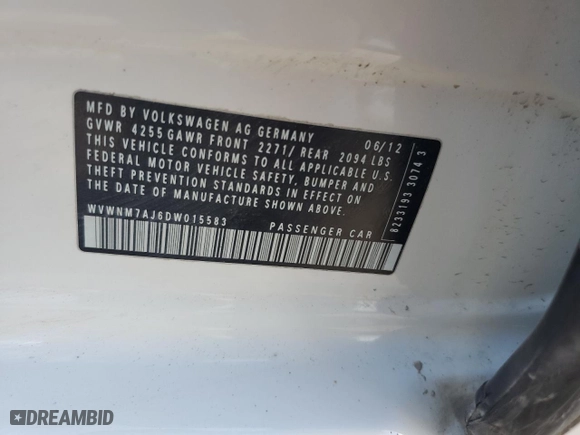 MFD BY VOLKSWAGEN AG GERMANY 06/12
GVWR 4255 GAWR FRONT 2271/ REAR 2094 LBS
THIS VEHICLE CONFORMS TO ALL APPLICABLE U.S.
FEDERAL MOTOR VEHICLE SAFETY, BUMPER AND
THEFT PREVENTION STANDARDS IN EFFECT ON
THE DATE OF MANUFACTURE SHOWN ABOVE.
WVWNM7AJ6DW015583 PASSENGER CAR
8233193 3074 3
DREAMBID